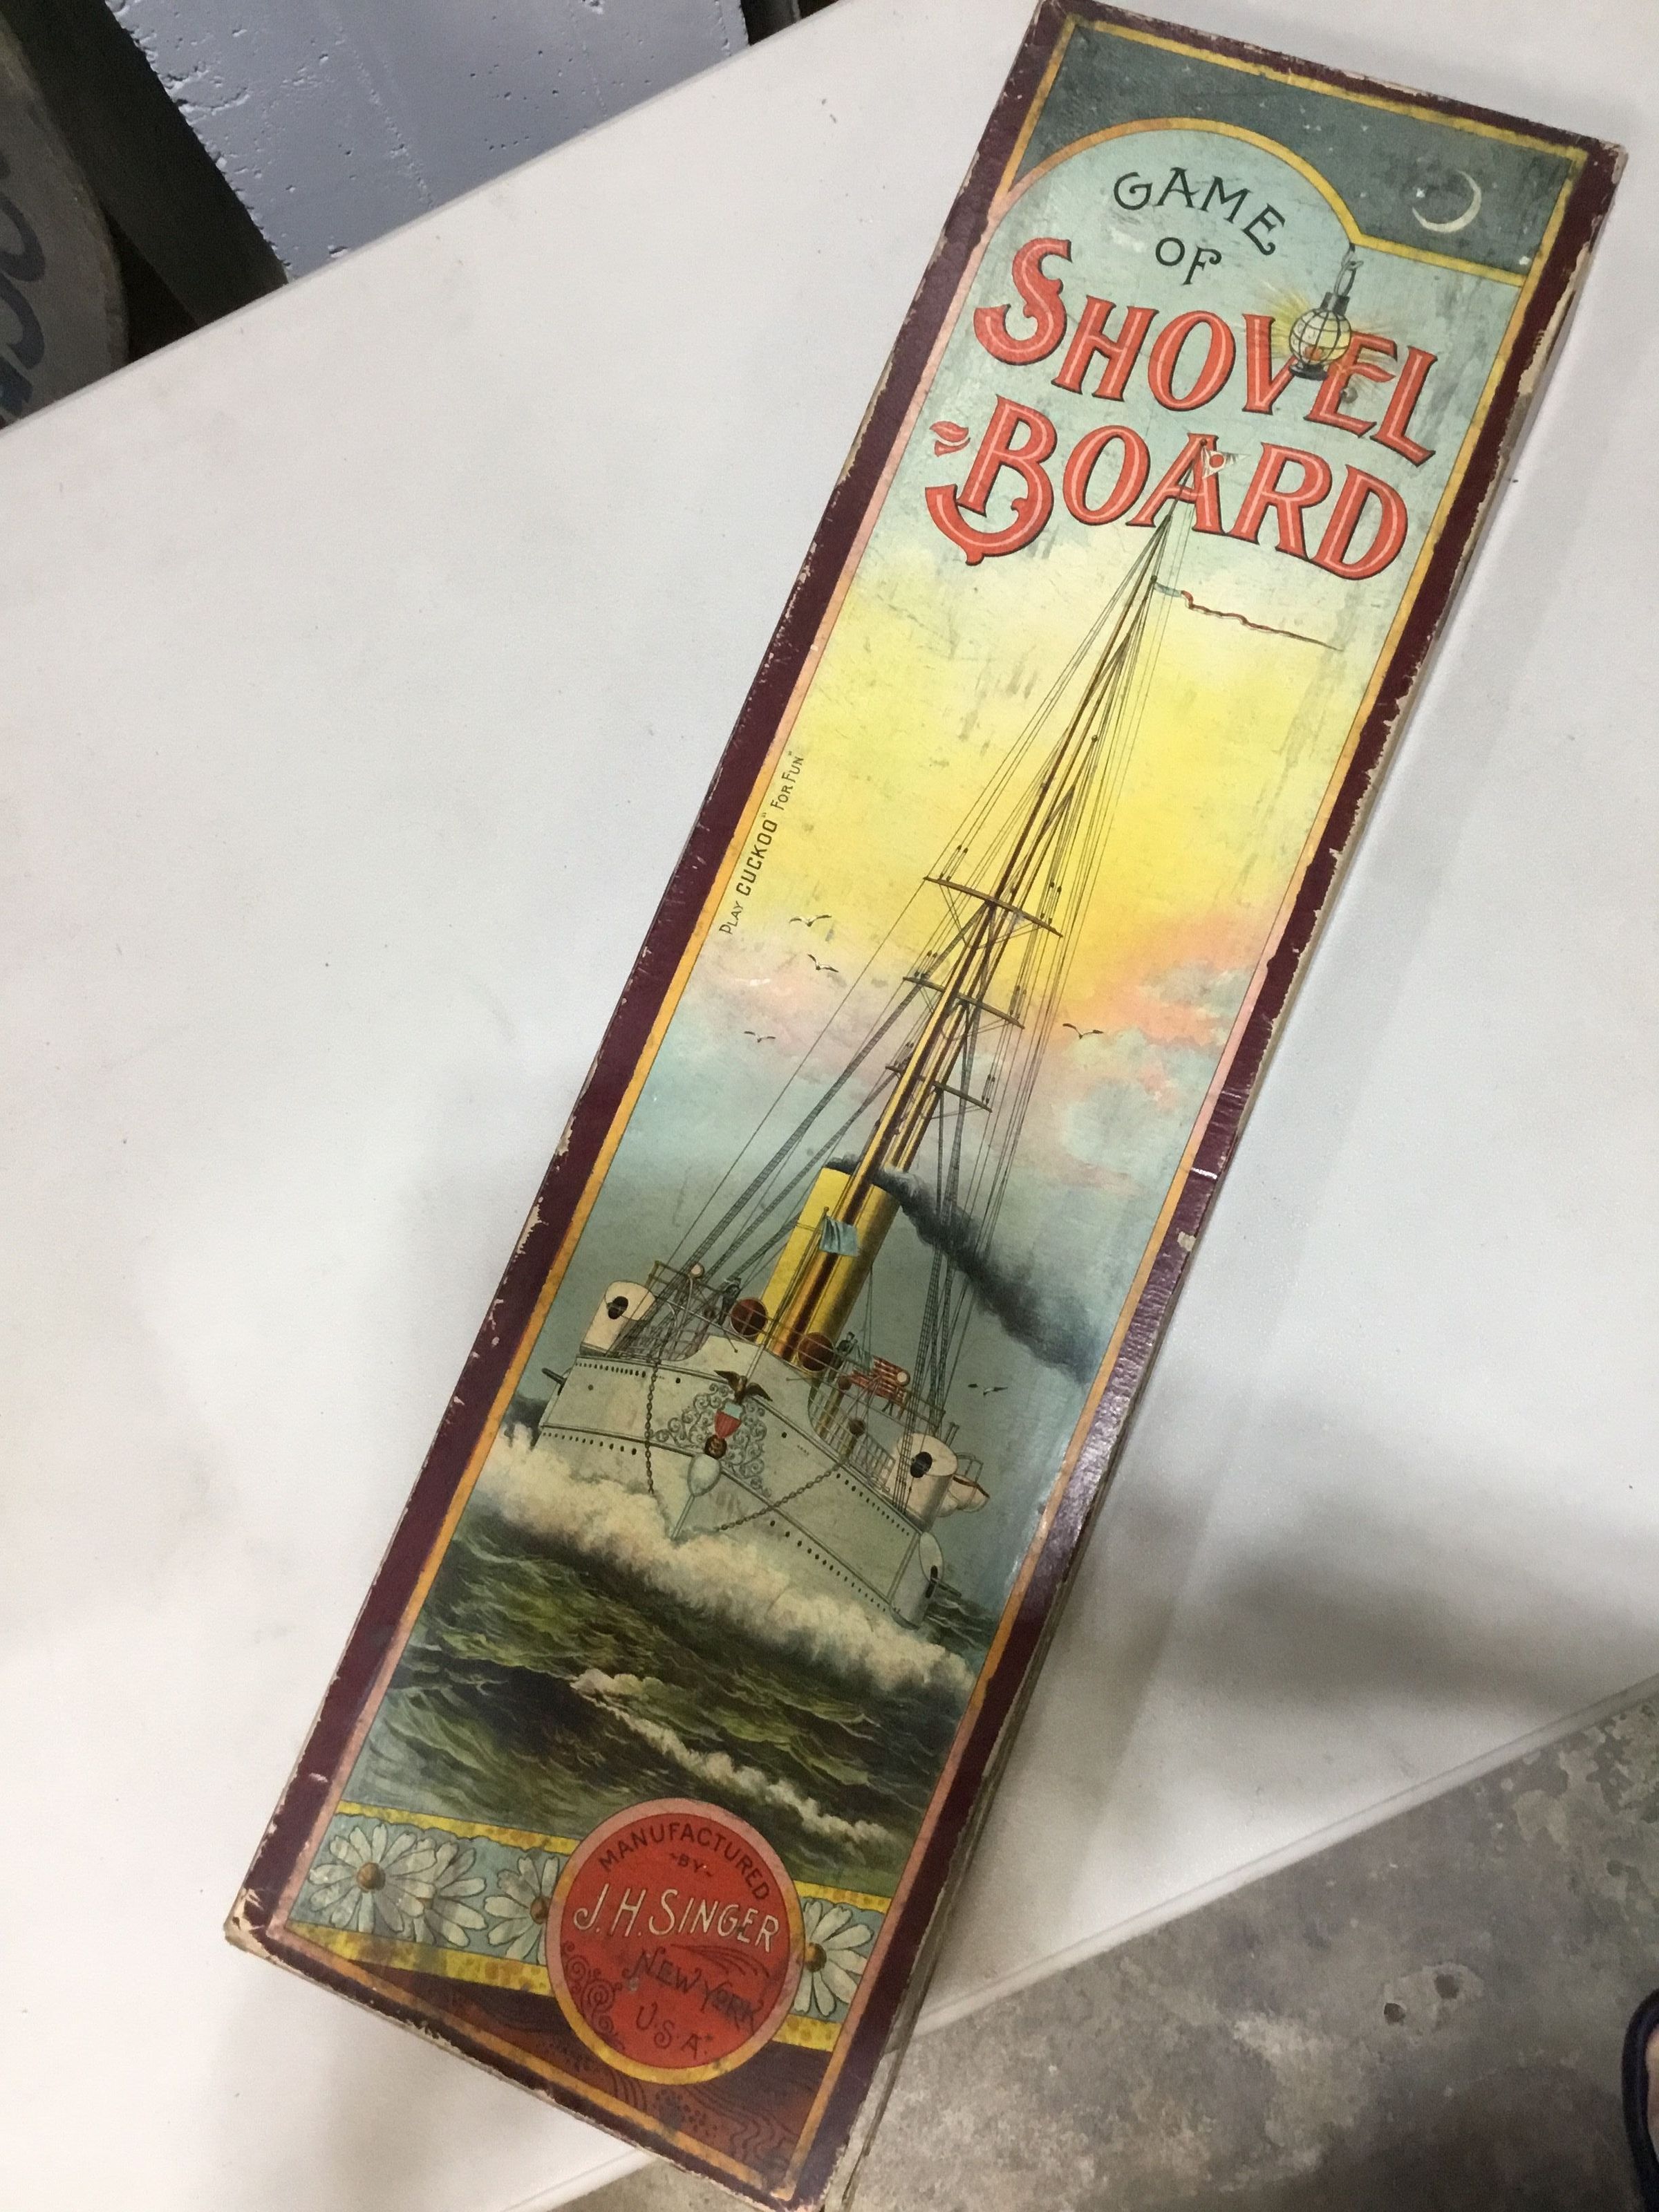 GAME
OF
SHOVEL
BOARD
PLAY "CUCKOO" FOR FUN"
MANUFACTURED
-BY-
J.H. SINGER
NEW YORK
U.S.A.